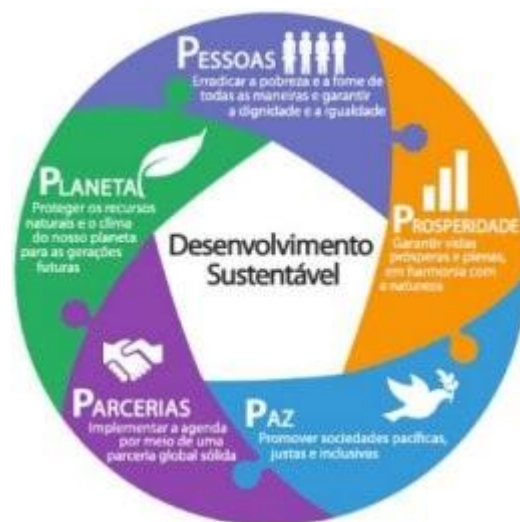 PESSOAS
Erradicar a pobreza e a fome de
todas as maneiras e garantir
a dignidade e a igualdade
PROSPERIDADE
Garantir vidas
prósperas e plenas,
em harmonia com
a natureza
PAZ
Promover sociedades pacíficas,
justas e inclusivas
PARCERIAS
Implementar a agenda
por meio de uma
parceria global sólida
PLANETA
Proteger os recursos
naturais e o clima
do nosso planeta
para as gerações
futuras
Desenvolvimento
Sustentável